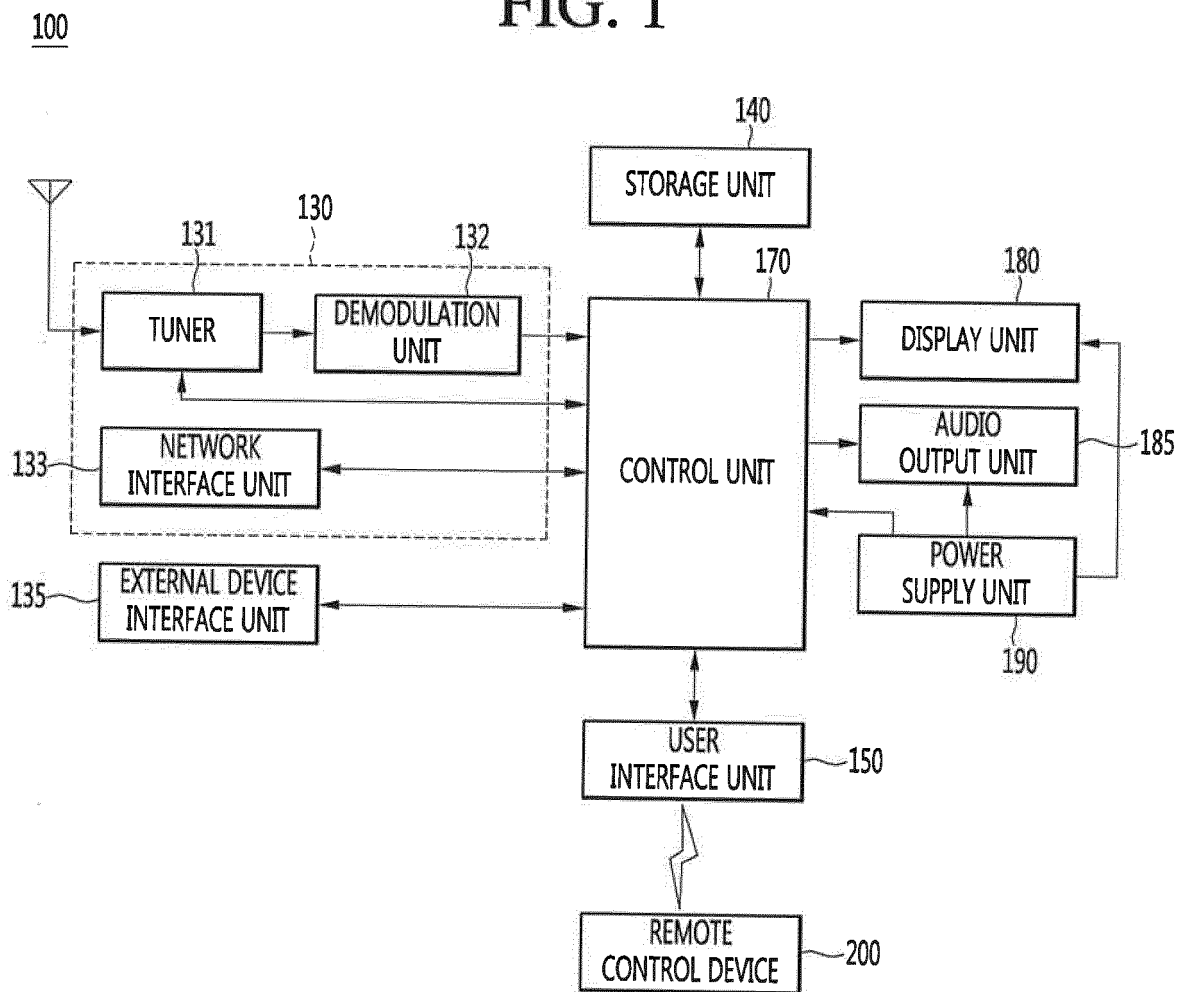 FIG. 1
100
140
STORAGE UNIT
130
131
132
170
180
TUNER
DEMODULATION
UNIT
DISPLAY UNIT
AUDIO
OUTPUT UNIT
185
133
NETWORK
INTERFACE UNIT
CONTROL UNIT
POWER
SUPPLY UNIT
190
135
EXTERNAL DEVICE
INTERFACE UNIT
USER
INTERFACE UNIT
150
REMOTE
CONTROL DEVICE
200